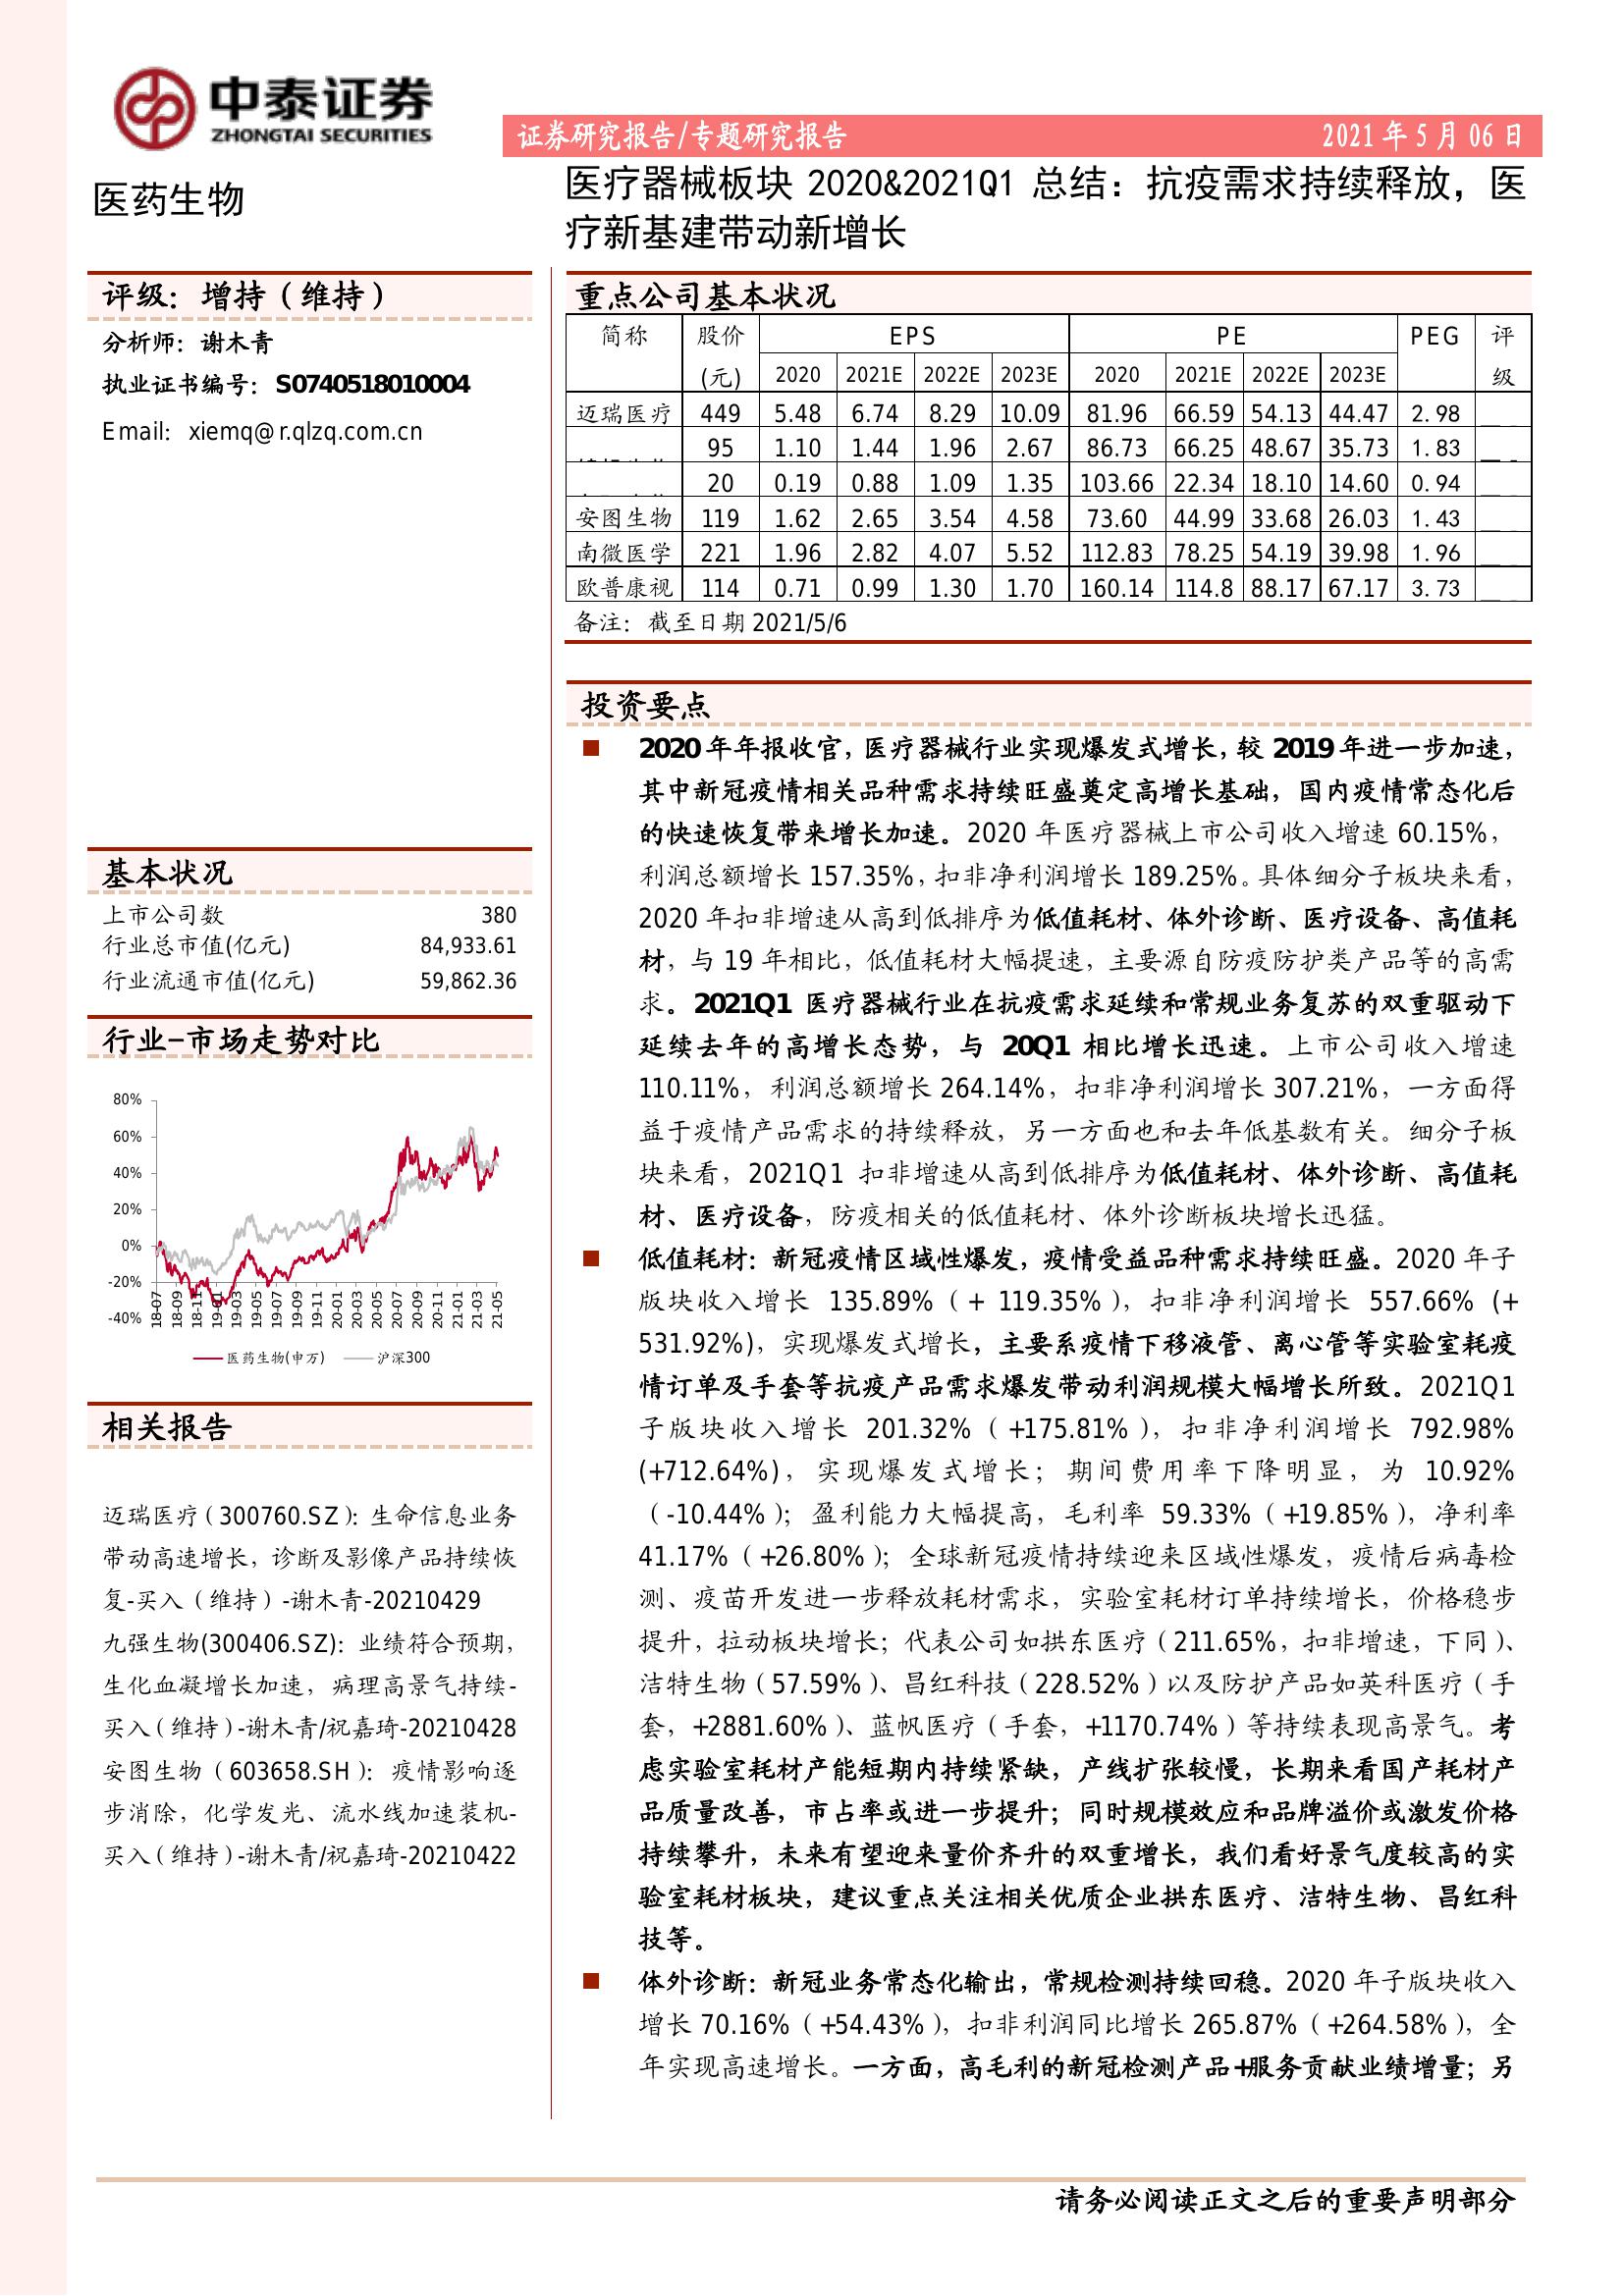 中泰证券
ZHONGTAI SECURITIES
证券研究报告/专题研究报告 2021 年 5 月 06 日
医药生物
医疗器械板块 2020&2021Q1 总结：抗疫需求持续释放，医
疗新基建带动新增长
评级：增持（维持）
分析师：谢木青
执业证书编号：S0740518010004
Email：xiemq@r.qlzq.com.cn
基本状况
上市公司数 380
行业总市值(亿元) 84,933.61
行业流通市值(亿元) 59,862.36
行业-市场走势对比
80%
60%
40%
20%
0%
-20%
-40%
18-07 18-09 18-11 19-01 19-03 19-05 19-07 19-09 19-11 20-01 20-03 20-05 20-07 20-09 20-11 21-01 21-03 21-05
医药生物(申万) 沪深300
相关报告
迈瑞医疗（300760.SZ）：生命信息业务
带动高速增长，诊断及影像产品持续恢
复-买入（维持）-谢木青-20210429
九强生物(300406.SZ)：业绩符合预期，
生化血凝增长加速，病理高景气持续-
买入（维持）-谢木青/祝嘉琦-20210428
安图生物（603658.SH）：疫情影响逐
步消除，化学发光、流水线加速装机-
买入（维持）-谢木青/祝嘉琦-20210422
重点公司基本状况
简称 股价 EPS PE PEG 评
(元) 2020 2021E 2022E 2023E 2020 2021E 2022E 2023E 级
迈瑞医疗 449 5.48 6.74 8.29 10.09 81.96 66.59 54.13 44.47 2.98
95 1.10 1.44 1.96 2.67 86.73 66.25 48.67 35.73 1.83
20 0.19 0.88 1.09 1.35 103.66 22.34 18.10 14.60 0.94
安图生物 119 1.62 2.65 3.54 4.58 73.60 44.99 33.68 26.03 1.43
南微医学 221 1.96 2.82 4.07 5.52 112.83 78.25 54.19 39.98 1.96
欧普康视 114 0.71 0.99 1.30 1.70 160.14 114.8 88.17 67.17 3.73
备注：截至日期 2021/5/6
投资要点
2020 年年报收官，医疗器械行业实现爆发式增长，较 2019 年进一步加速，
其中新冠疫情相关品种需求持续旺盛奠定高增长基础，国内疫情常态化后
的快速恢复带来增长加速。2020 年医疗器械上市公司收入增速 60.15%，
利润总额增长 157.35%，扣非净利润增长 189.25%。具体细分子板块来看，
2020 年扣非增速从高到低排序为低值耗材、体外诊断、医疗设备、高值耗
材，与 19 年相比，低值耗材大幅提速，主要源自防疫防护类产品等的高需
求。2021Q1 医疗器械行业在抗疫需求延续和常规业务复苏的双重驱动下
延续去年的高增长态势，与 20Q1 相比增长迅速。上市公司收入增速
110.11%，利润总额增长 264.14%，扣非净利润增长 307.21%，一方面得
益于疫情产品需求的持续释放，另一方面也和去年低基数有关。细分子板
块来看，2021Q1 扣非增速从高到低排序为低值耗材、体外诊断、高值耗
材、医疗设备，防疫相关的低值耗材、体外诊断板块增长迅猛。
低值耗材：新冠疫情区域性爆发，疫情受益品种需求持续旺盛。2020 年子
版块收入增长 135.89%（+ 119.35%），扣非净利润增长 557.66% (+
531.92%)，实现爆发式增长，主要系疫情下移液管、离心管等实验室耗疫
情订单及手套等抗疫产品需求爆发带动利润规模大幅增长所致。2021Q1
子版块收入增长 201.32%（+175.81%），扣非净利润增长 792.98%
(+712.64%)，实现爆发式增长；期间费用率下降明显，为 10.92%
（-10.44%）；盈利能力大幅提高，毛利率 59.33%（+19.85%），净利率
41.17%（+26.80%）；全球新冠疫情持续迎来区域性爆发，疫情后病毒检
测、疫苗开发进一步释放耗材需求，实验室耗材订单持续增长，价格稳步
提升，拉动板块增长；代表公司如拱东医疗（211.65%，扣非增速，下同）、
洁特生物（57.59%）、昌红科技（228.52%）以及防护产品如英科医疗（手
套，+2881.60%）、蓝帆医疗（手套，+1170.74%）等持续表现高景气。考
虑实验室耗材产能短期内持续紧缺，产线扩张较慢，长期来看国产耗材产
品质量改善，市占率或进一步提升；同时规模效应和品牌溢价或激发价格
持续攀升，未来有望迎来量价齐升的双重增长，我们看好景气度较高的实
验室耗材板块，建议重点关注相关优质企业拱东医疗、洁特生物、昌红科
技等。
体外诊断：新冠业务常态化输出，常规检测持续回稳。2020 年子版块收入
增长 70.16%（+54.43%），扣非利润同比增长 265.87%（+264.58%），全
年实现高速增长。一方面，高毛利的新冠检测产品+服务贡献业绩增量；另
请务必阅读正文之后的重要声明部分